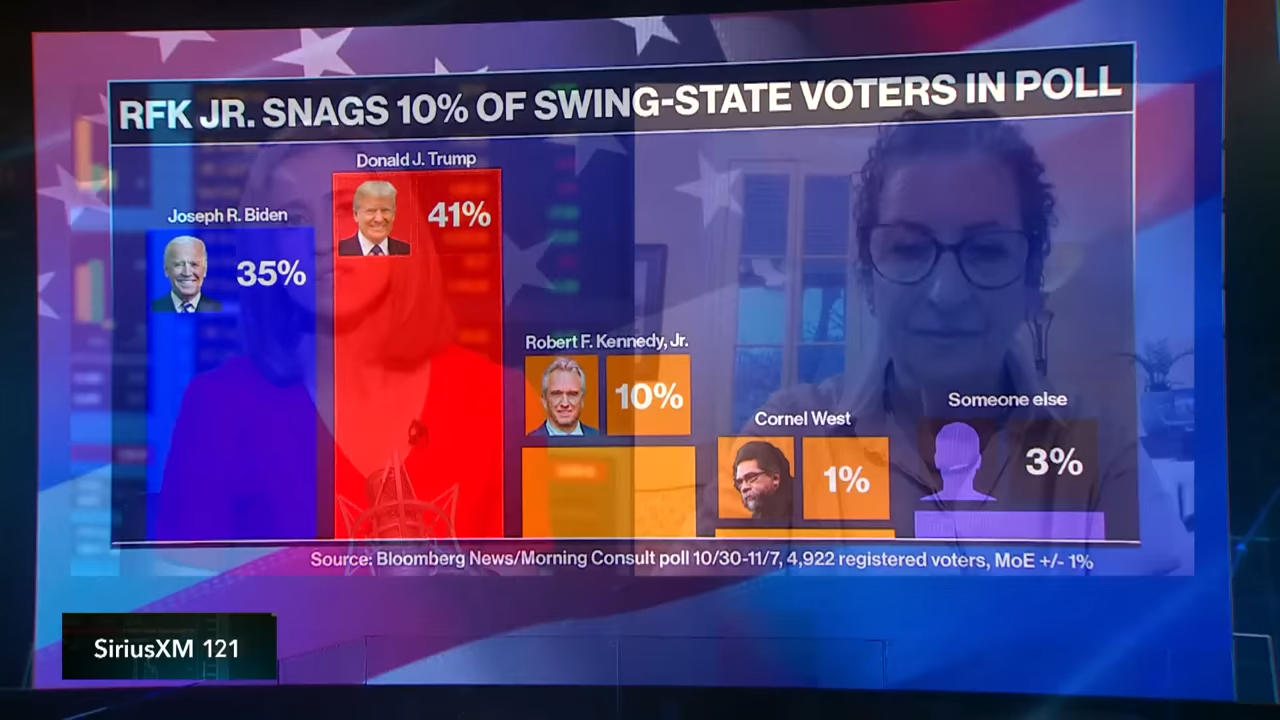 RFK JR. SNAGS 10% OF SWING-STATE VOTERS IN POLL
Donald J. Trump
41%
Joseph R. Biden
35%
Robert F. Kennedy, Jr.
10%
Cornel West
1%
Someone else
3%
Source: Bloomberg News/Morning Consult poll 10/30-11/7, 4,922 registered voters, MoE +/- 1%
SiriusXM 121